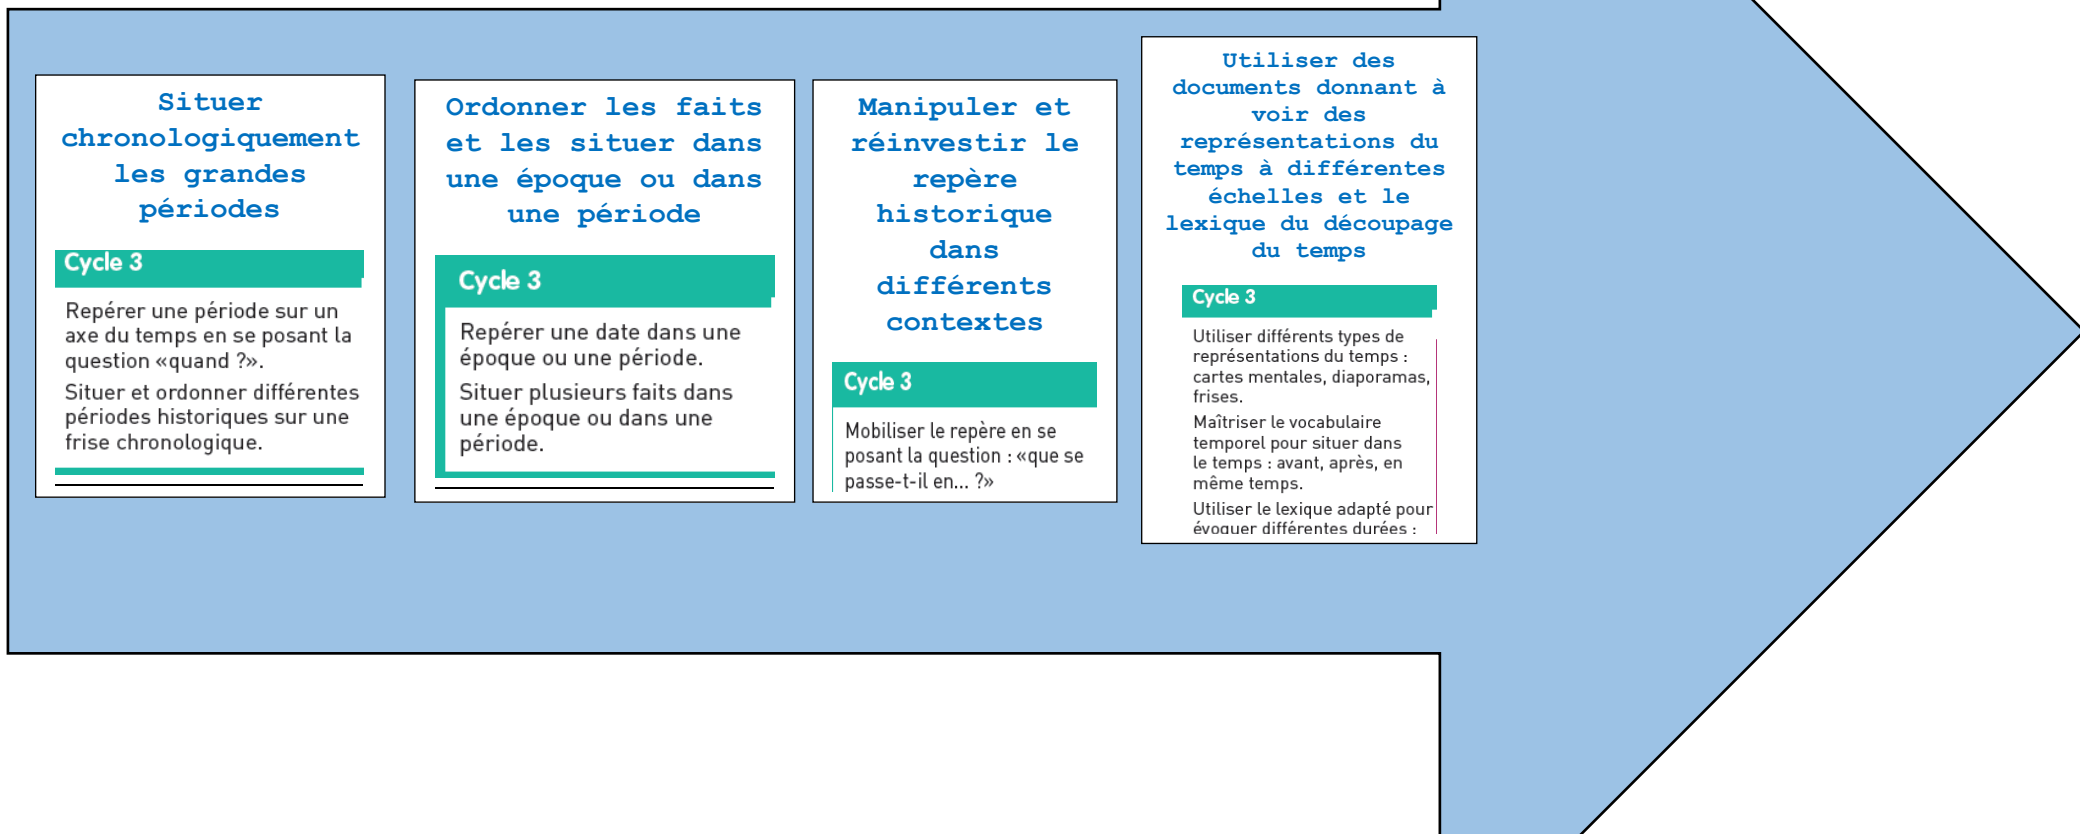 Situer
chronologiquement
les grandes
périodes
Cycle 3
Repérer une période sur un
axe du temps en se posant la
question «quand ?».
Situer et ordonner différentes
périodes historiques sur une
frise chronologique.
Ordonner les faits
et les situer dans
une époque ou dans
une période
Cycle 3
Repérer une date dans une
époque ou une période.
Situer plusieurs faits dans
une époque ou dans une
période.
Manipuler et
réinvestir le
repère
historique
dans
différents
contextes
Cycle 3
Mobiliser le repère en se
posant la question : «que se
passe-t-il en... ?»
Utiliser des
documents donnant à
voir des
représentations du
temps à différentes
échelles et le
lexique du découpage
du temps
Cycle 3
Utiliser différents types de
représentations du temps :
cartes mentales, diaporamas,
frises.
Maîtriser le vocabulaire
temporel pour situer dans
le temps : avant, après, en
même temps.
Utiliser le lexique adapté pour
évoquer différentes durées :